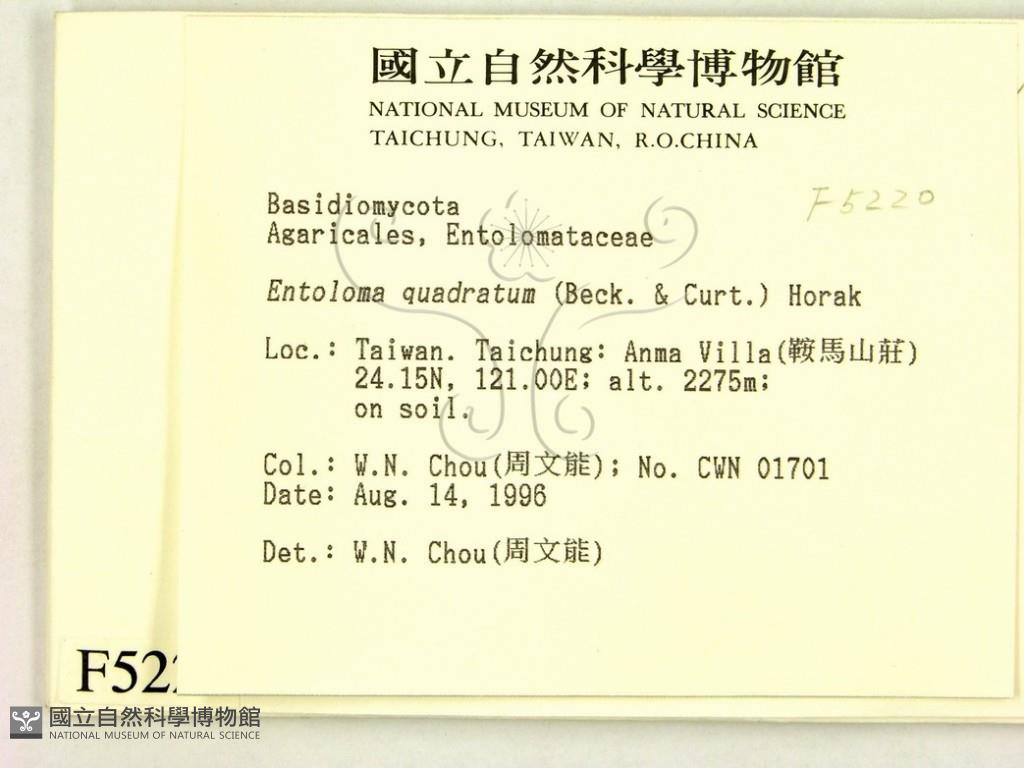 國立自然科學博物館
NATIONAL MUSEUM OF NATURAL SCIENCE
TAICHUNG, TAIWAN, R.O.CHINA
F5220
Basidiomycota
Agaricales, Entolomataceae
Entoloma quadratum (Beck. & Curt.) Horak
Loc.: Taiwan. Taichung: Anma Villa(鞍馬山莊)
24.15N, 121.00E; alt. 2275m;
on soil.
Col.: W.N. Chou(周文能); No. CWN 01701
Date: Aug. 14, 1996
Det.: W.N. Chou(周文能)
F52
國立自然科學博物館
NATIONAL MUSEUM OF NATURAL SCIENCE